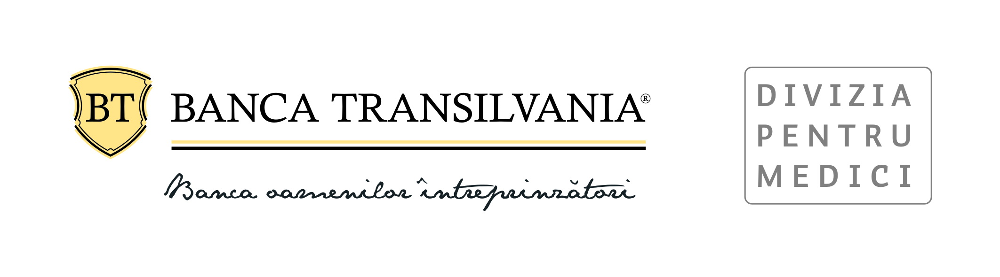 BT
BANCA TRANSILVANIA®
Banca oamenilor întreprinzători
DIVIZIA
PENTRU
MEDICI